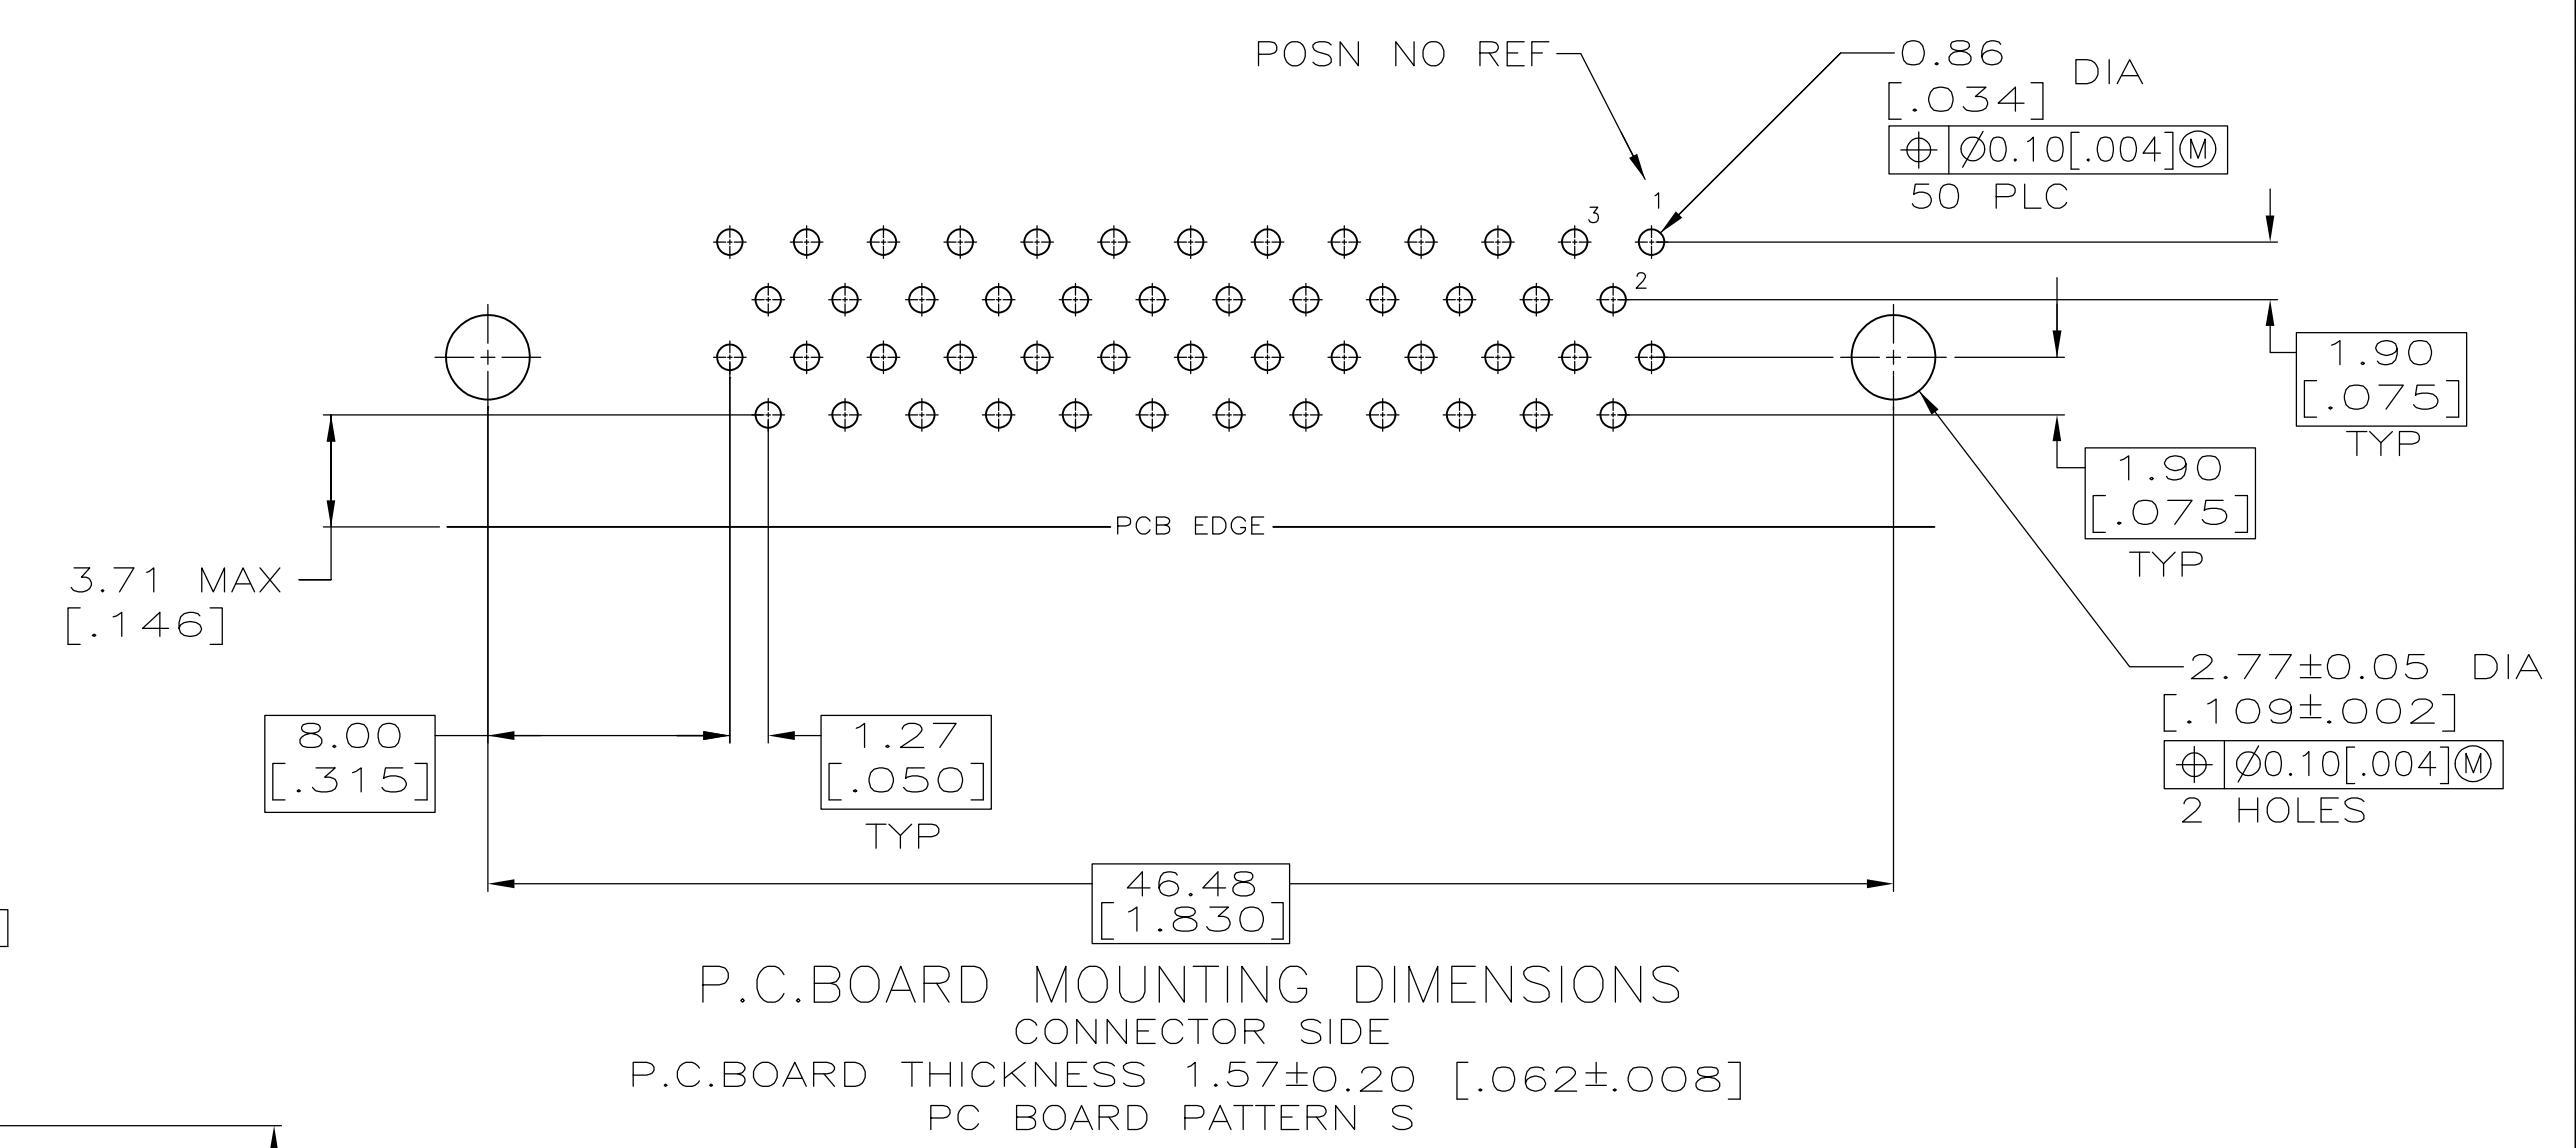 POSN NO REF
0.86
[.034]
DIA
⌖ Ø0.10[.004]Ⓜ
50 PLC
1
3
2
1.90
[.075]
TYP
1.90
[.075]
TYP
PCB EDGE
3.71 MAX
[.146]
2.77±0.05 DIA
[.109±.002]
⌖ Ø0.10[.004]Ⓜ
2 HOLES
8.00
[.315]
1.27
[.050]
TYP
46.48
[1.830]
]
P.C.BOARD MOUNTING DIMENSIONS
CONNECTOR SIDE
P.C.BOARD THICKNESS 1.57±0.20 [.062±.008]
PC BOARD PATTERN S